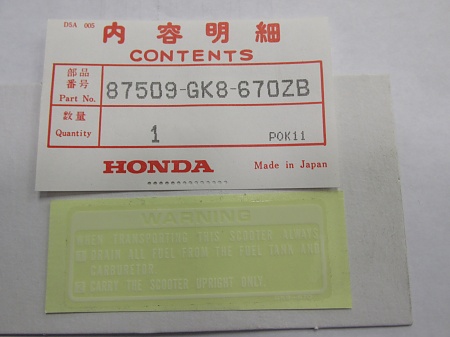 DSA 005
内容明細
CONTENTS
部品番号
Part No.
87509-GK8-670ZB
数量
Quantity
1
POK11
HONDA
Made in Japan
WARNING
WHEN TRANSPORTING THIS SCOOTER ALWAYS
DRAIN ALL FUEL FROM THE FUEL TANK AND
CARBURETOR.
CARRY THE SCOOTER UPRIGHT ONLY.